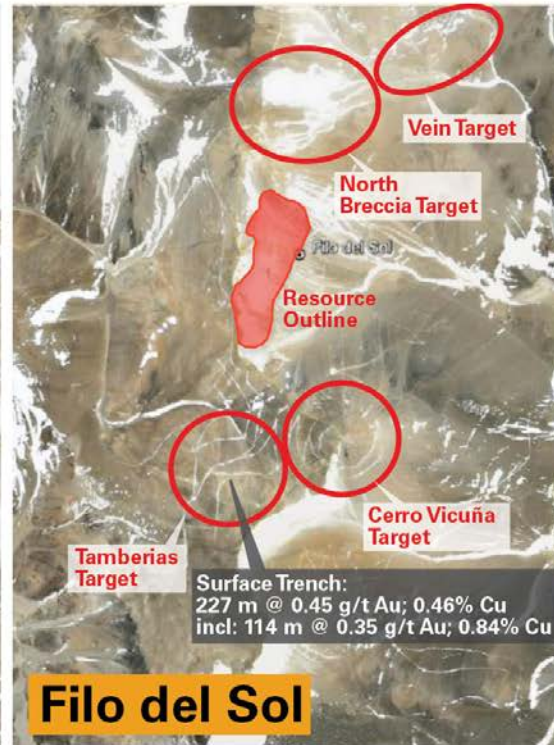 Vein Target
North
Breccia Target
Filo del Sol
Resource
Outline
Cerro Vicuña
Target
Tamberias
Target
Surface Trench:
227 m @ 0.45 g/t Au; 0.46% Cu
incl: 114 m @ 0.35 g/t Au; 0.84% Cu
Filo del Sol